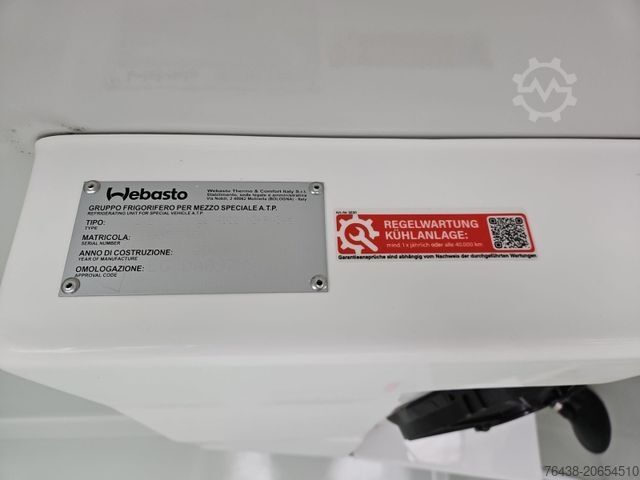 Webasto
Webasto Thermo & Comfort Italy S.r.l.
Stabilimento, sede legale e amministrativa
Via Nobili, 2 40062 Molinella (BOLOGNA) - Italy
GRUPPO FRIGORIFERO PER MEZZO SPECIALE A.T.P.
REFRIGERATING UNIT FOR SPECIAL VEHICLE A.T.P.
TIPO:
TYPE
MATRICOLA:
SERIAL NUMBER
ANNO DI COSTRUZIONE:
YEAR OF MANUFACTURE
OMOLOGAZIONE:
APPROVAL CODE
REGELWARTUNG
KÜHLANLAGE:
mind. 1x jährlich oder alle 40.000 km
Garantieansprüche sind abhängig vom Nachweis der durchgeführten Wartungen
76438-20654510